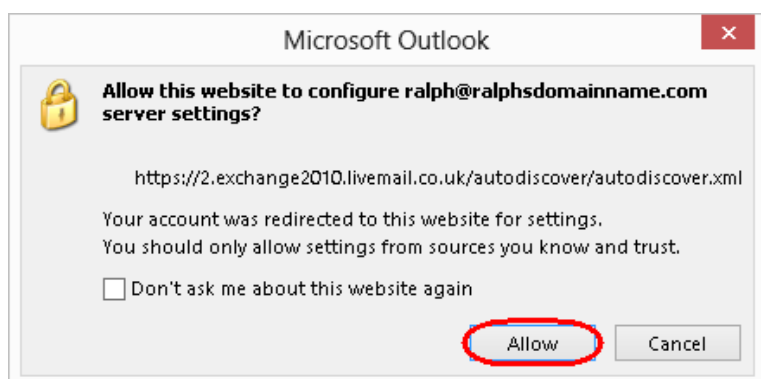 Microsoft Outlook
Allow this website to configure ralph@ralphsdomainname.com
server settings?
https://2.exchange2010.livemail.co.uk/autodiscover/autodiscover.xml
Your account was redirected to this website for settings.
You should only allow settings from sources you know and trust.
Don't ask me about this website again
Allow Cancel